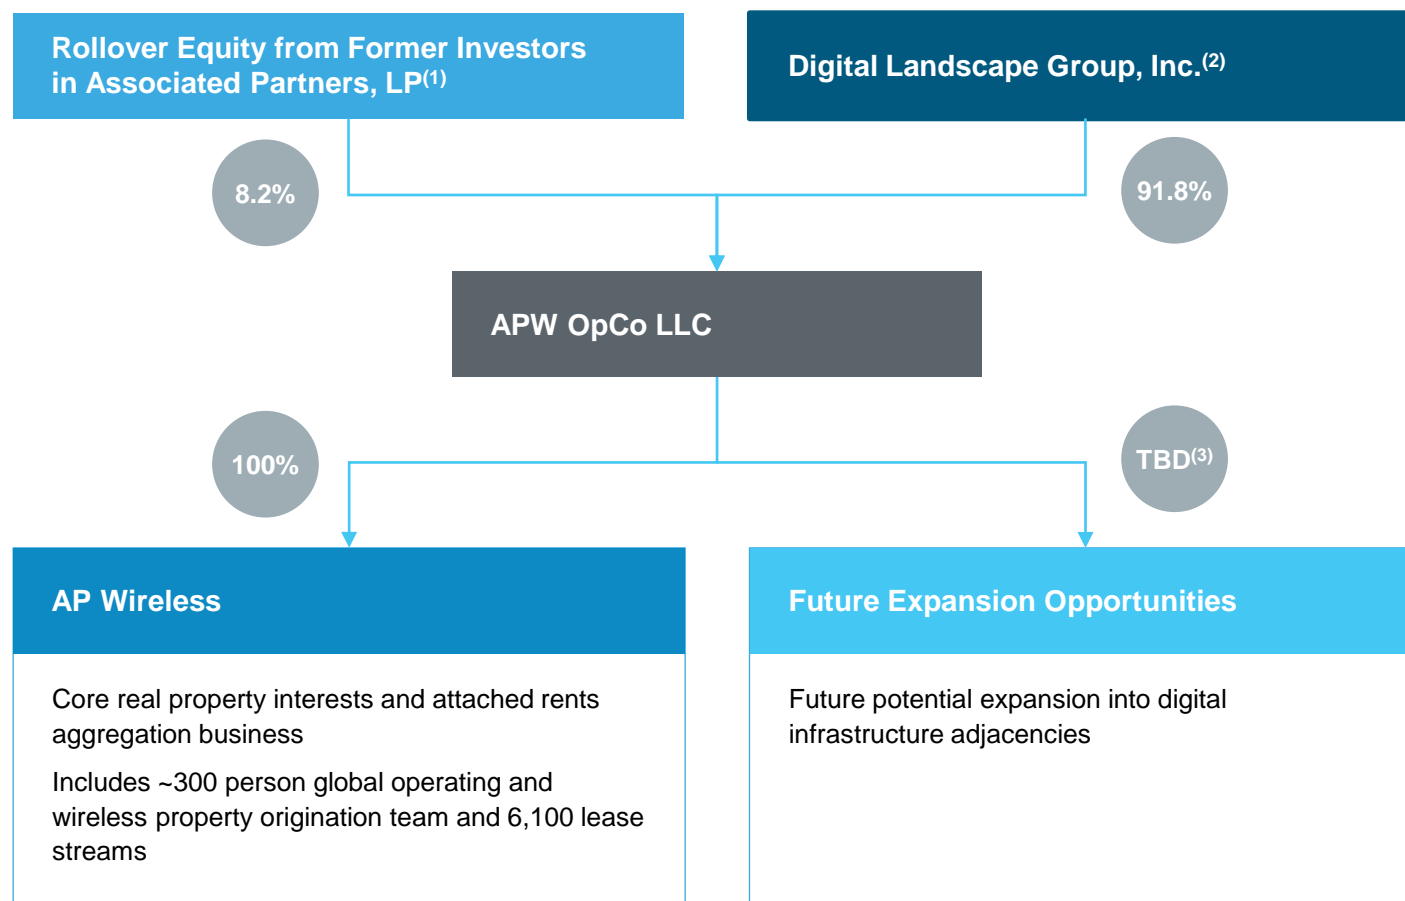 Rollover Equity from Former Investors
in Associated Partners, LP(1)
Digital Landscape Group, Inc.(2)
8.2%
91.8%
APW OpCo LLC
100%
TBD(3)
AP Wireless
Future Expansion Opportunities
Core real property interests and attached rents
aggregation business
Includes ~300 person global operating and
wireless property origination team and 6,100 lease
streams
Future potential expansion into digital
infrastructure adjacencies